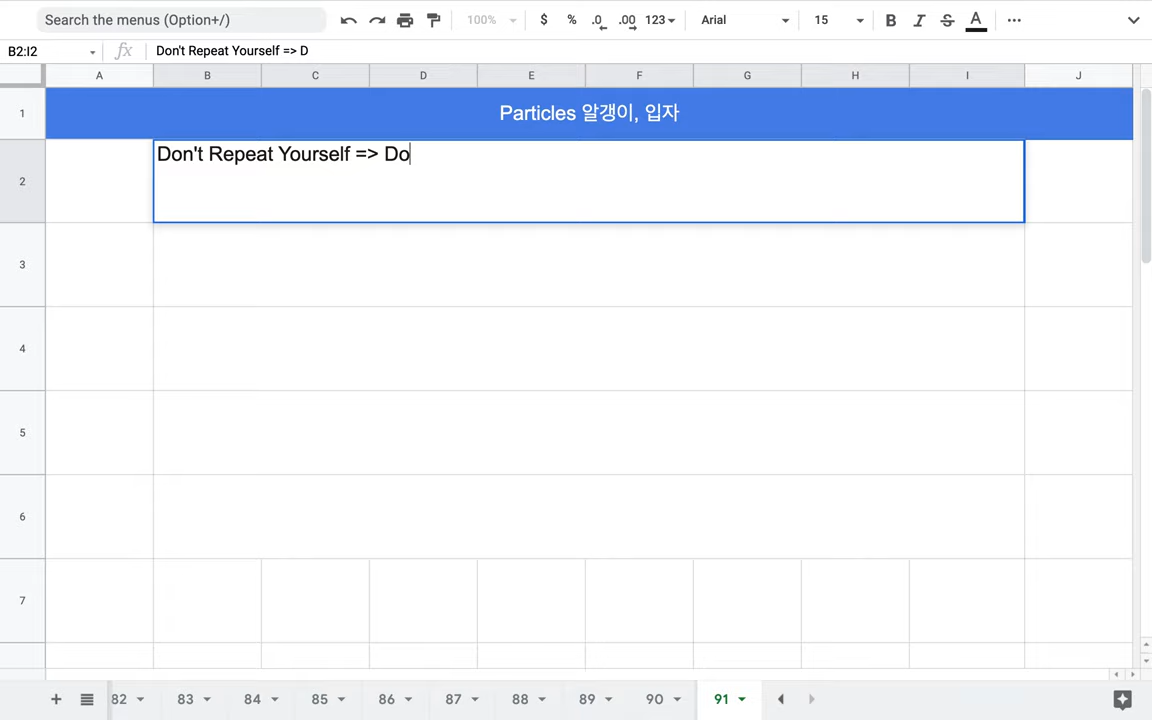 Search the menus (Option+/) 100% $ % .0 .00 123 Arial 15 B I S A
B2:I2 fx Don't Repeat Yourself => D
A B C D E F G H I J
1 Particles 알갱이, 입자
2 Don't Repeat Yourself => Do
3
4
5
6
7
+ 82 83 84 85 86 87 88 89 90 91